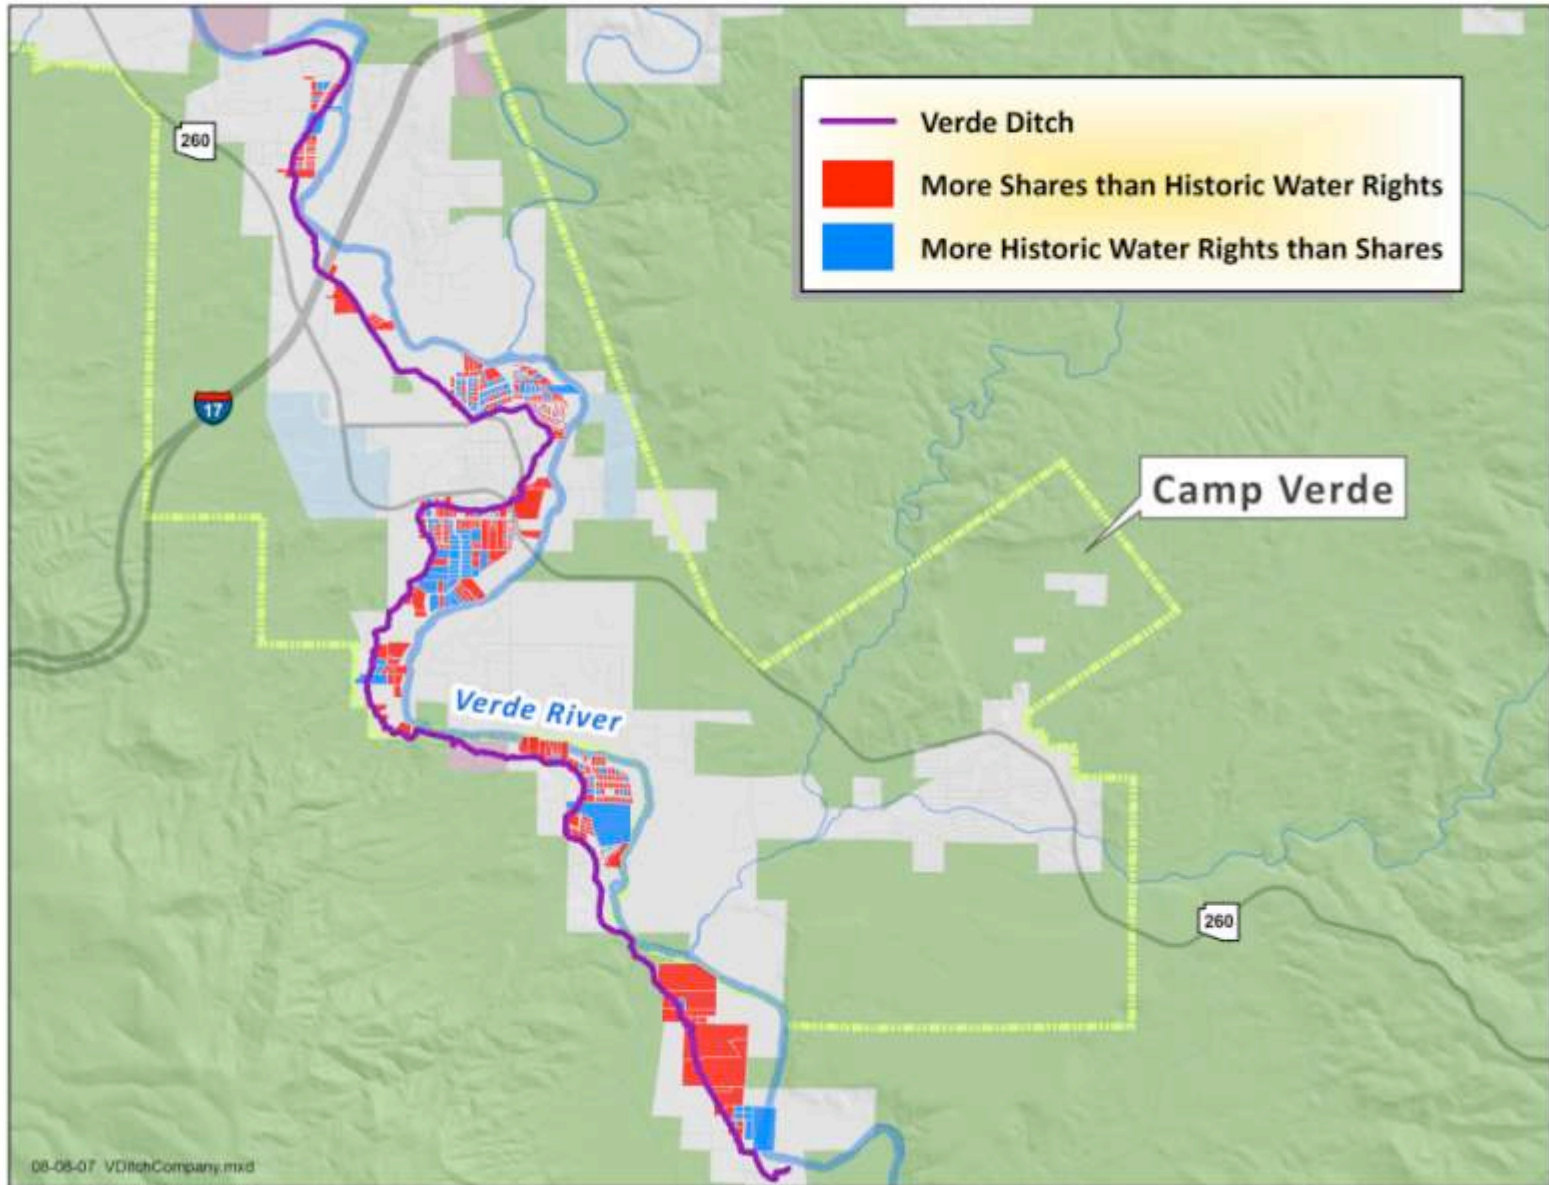 260
Verde Ditch
More Shares than Historic Water Rights
More Historic Water Rights than Shares
17
Camp Verde
Verde River
260
08-08-07 VDitchCompany.mxd